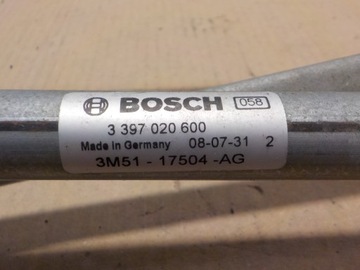 BOSCH 058
3 397 020 600
Made in Germany 08-07-31 2
3M51 - 17504 -AG